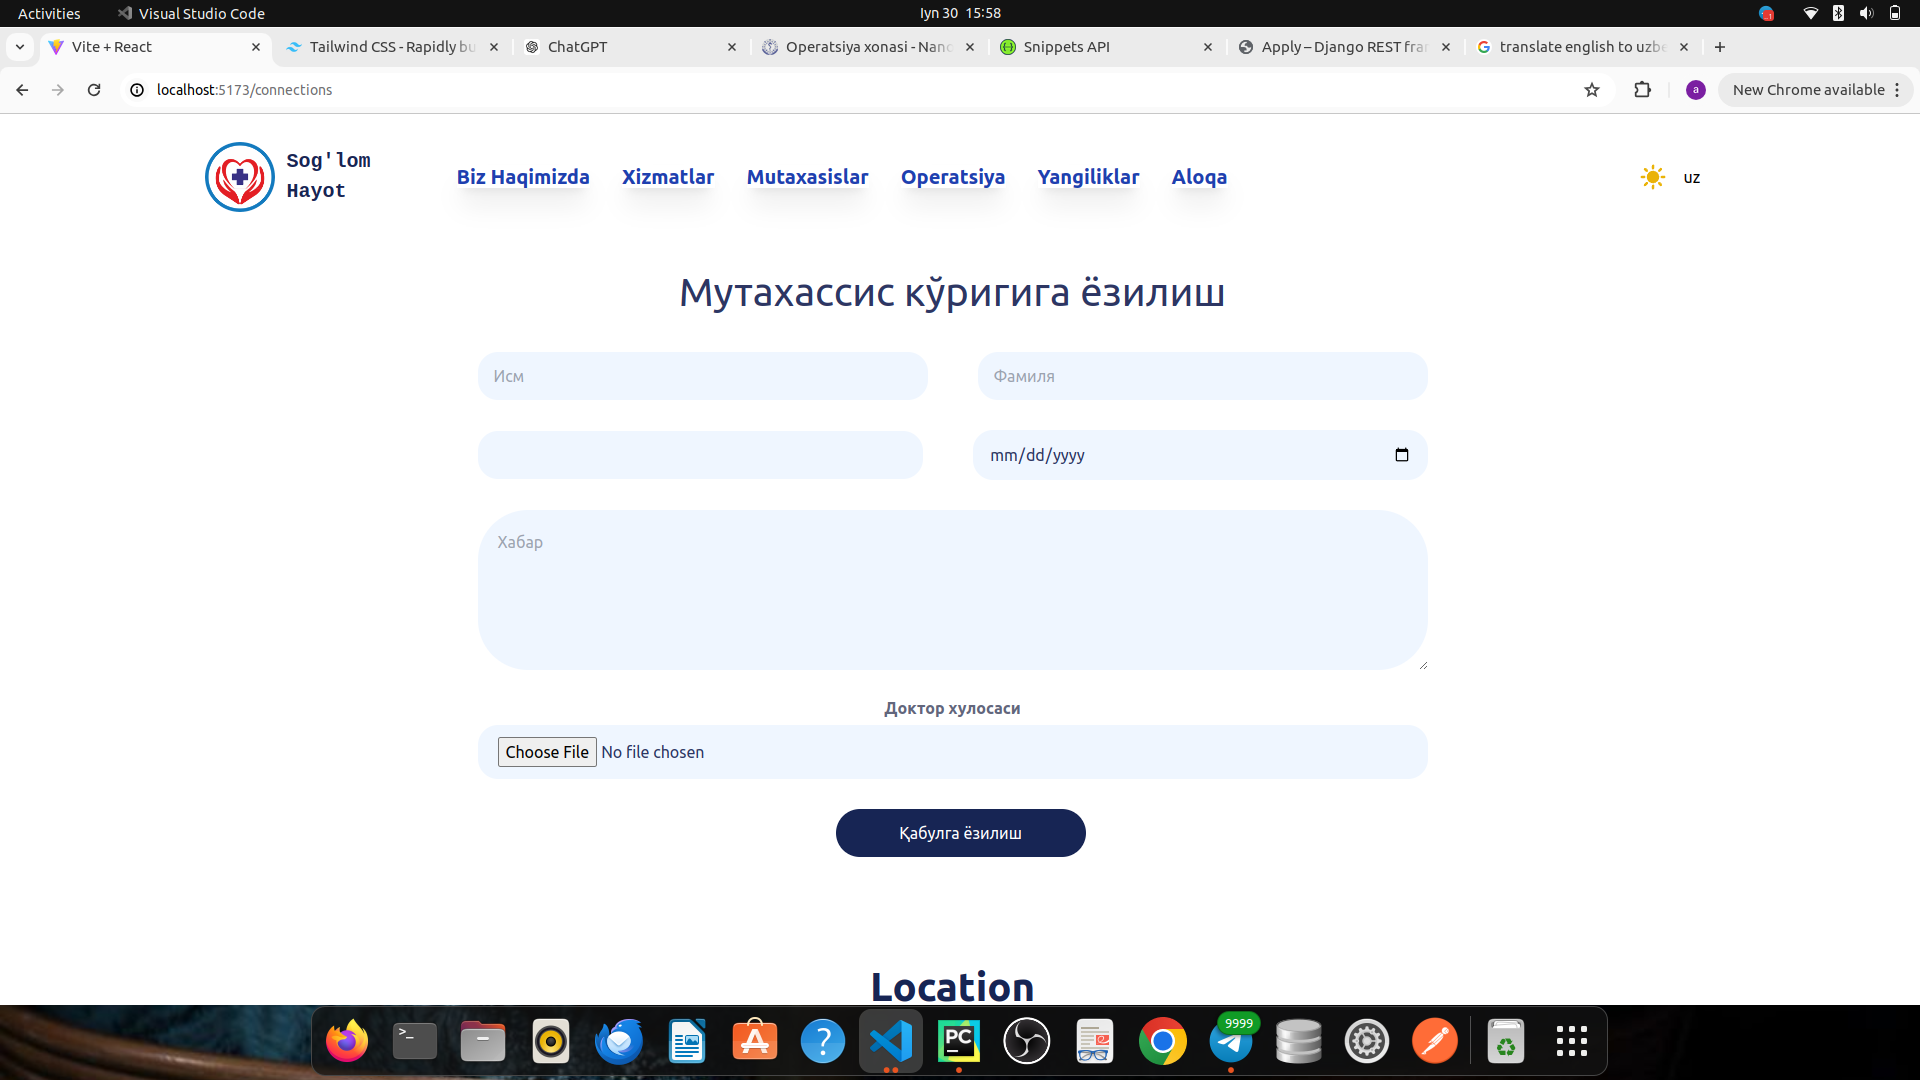 Activities
Visual Studio Code
Iyn 30 15:58
Vite + React
Tailwind CSS - Rapidly bu
ChatGPT
Operatsiya xonasi - Nano
Snippets API
Apply – Django REST fra
translate english to uzbe
localhost:5173/connections
a
New Chrome available
Sog'lom
Hayot
Biz Haqimizda
Xizmatlar
Mutaxasislar
Operatsiya
Yangiliklar
Aloqa
uz
Мутахассис кўригига ёзилиш
Исм
Фамиля
mm/dd/yyyy
Хабар
Доктор хулосаси
Choose File No file chosen
Қабулга ёзилиш
Location
PC
9999